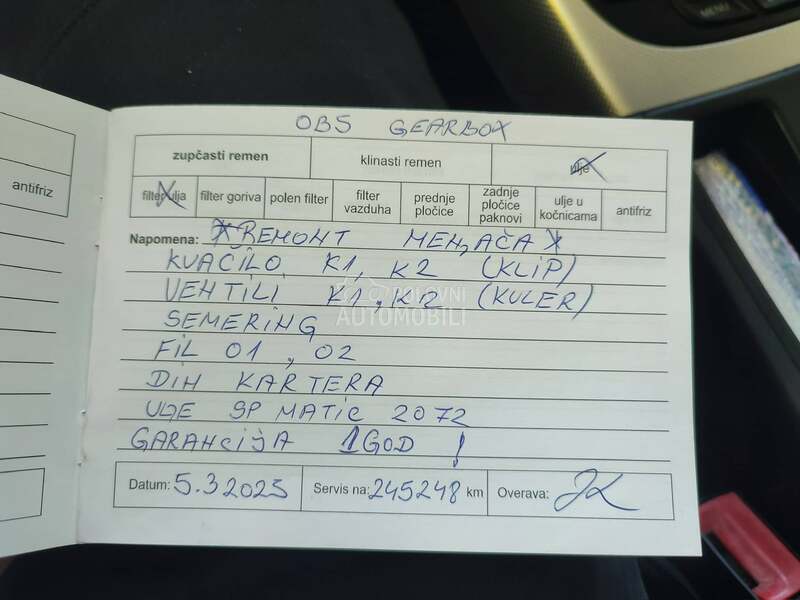 MENU
OBS GEARBOX
zupčasti remen klinasti remen ulje
antifriz
filter ulja filter goriva polen filter filter vazduha prednje pločice zadnje pločice paknovi ulje u kočnicama antifriz
Napomena: *REMONT MENJAČA*
KVAČILO K1, K2 (KLIP)
VENTILI K1, K2 (KULER)
POLOVNI
AUTOMOBILI
SEMERING
FIL 01, 02
DIH KARTERA
ULJE SP MATIC 2072
GARANCIJA 1GOD !
Datum: 5.3 2025 Servis na: 245248 km Overava: